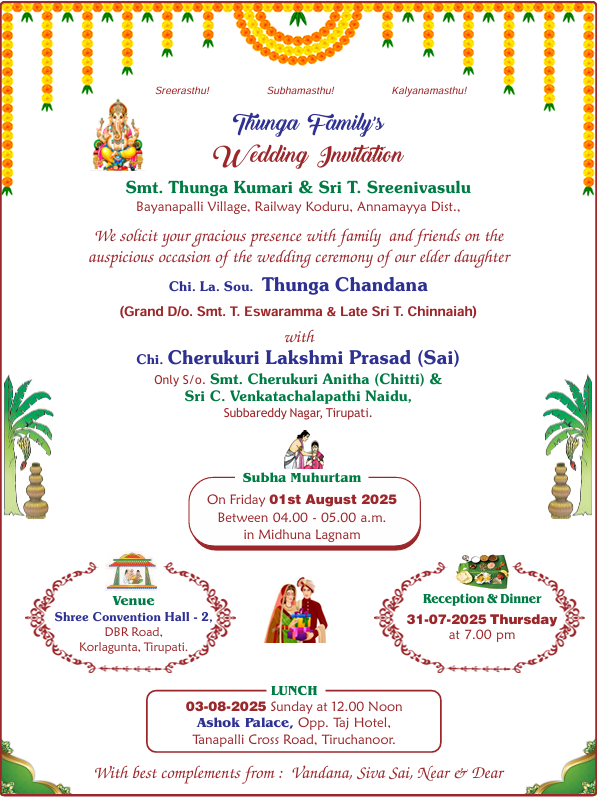 Sreerasthu! Subhamasthu! Kalyanamasthu!
Thunga Family's
Wedding Invitation
Smt. Thunga Kumari & Sri T. Sreenivasulu
Bayanapalli Village, Railway Koduru, Annamayya Dist.,
We solicit your gracious presence with family and friends on the
auspicious occasion of the wedding ceremony of our elder daughter
Chi. La. Sou. Thunga Chandana
(Grand D/o. Smt. T. Eswaramma & Late Sri T. Chinnaiah)
with
Chi. Cherukuri Lakshmi Prasad (Sai)
Only S/o. Smt. Cherukuri Anitha (Chitti) &
Sri C. Venkatachalapathi Naidu,
Subbareddy Nagar, Tirupati.
Subha Muhurtam
On Friday 01st August 2025
Between 04.00 - 05.00 a.m.
in Midhuna Lagnam
Venue
Shree Convention Hall - 2,
DBR Road,
Korlagunta, Tirupati.
Reception & Dinner
31-07-2025 Thursday
at 7.00 pm
LUNCH
03-08-2025 Sunday at 12.00 Noon
Ashok Palace, Opp. Taj Hotel,
Tanapalli Cross Road, Tiruchanoor.
With best complements from : Vandana, Siva Sai, Near & Dear